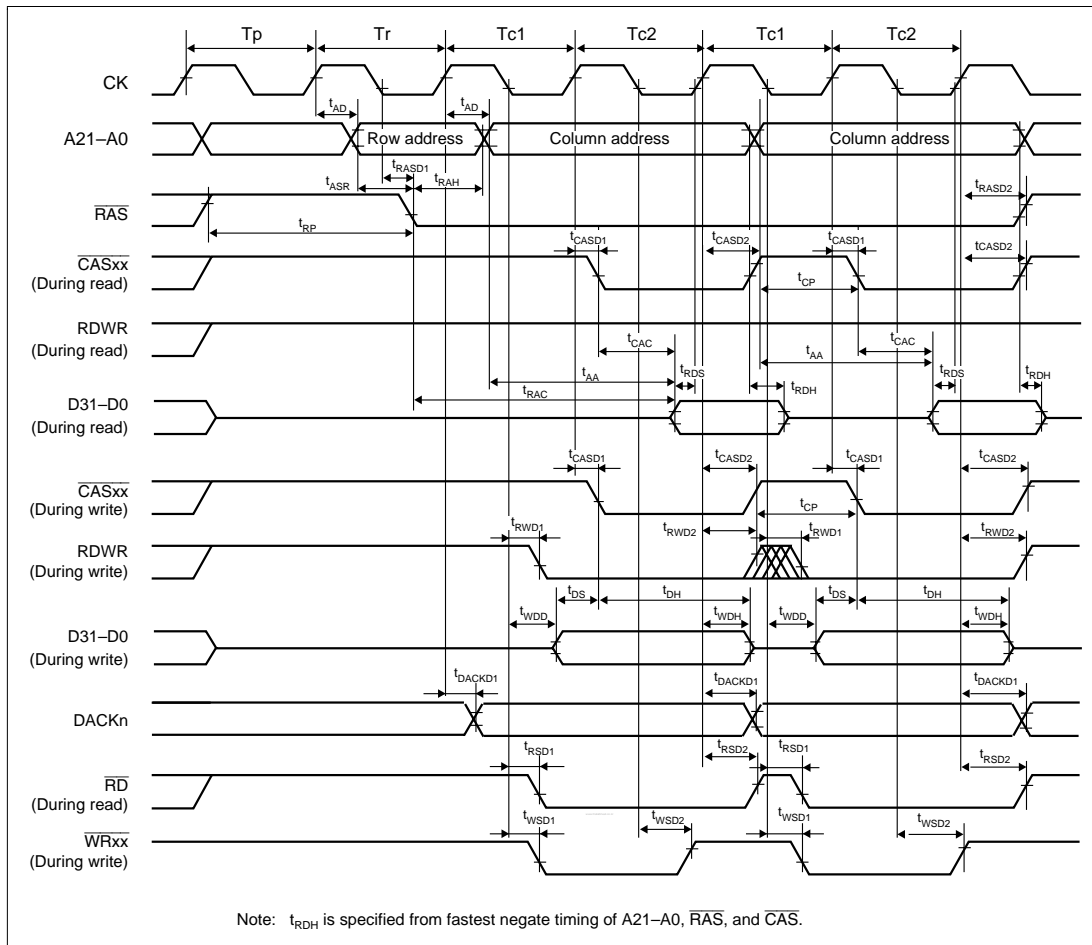 Tp Tr Tc1 Tc2 Tc1 Tc2
CK
tAD tAD
A21–A0 Row address Column address Column address
tRASD1
tASR tRAH tRASD2
RAS
tRP
tCASD1 tCASD2 tCASD1 tCASD2
CASxx
(During read) tCP
RDWR
(During read)
tCAC tCAC
tAA tAA
tRDS tRDS
tRAC tRDH tRDH
D31–D0
(During read)
tCASD1 tCASD2 tCASD1 tCASD2
CASxx
(During write) tCP
tRWD1 tRWD2 tRWD1 tRWD2
RDWR
(During write)
tDS tDH tDS tDH
tWDD tWDH tWDD tWDH
D31–D0
(During write)
tDACKD1 tDACKD1 tDACKD1
DACKn
tRSD1 tRSD2 tRSD1 tRSD2
RD
(During read)
tWSD1 tWSD2 tWSD1 tWSD2
WRxx
(During write)
Note: tRDH is specified from fastest negate timing of A21–A0, RAS, and CAS.